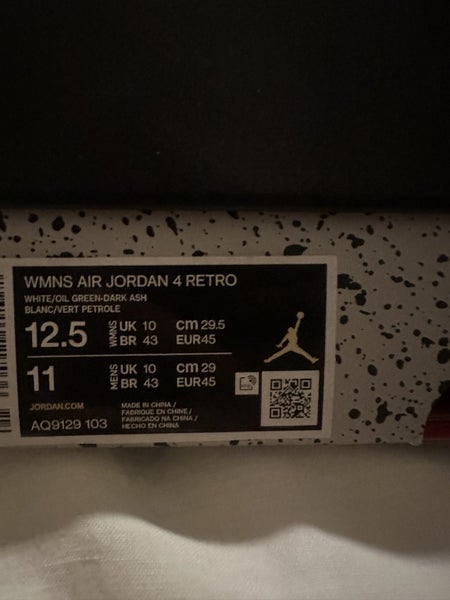 WMNS AIR JORDAN 4 RETRO
WHITE/OIL GREEN-DARK ASH
BLANC/VERT PETROLE
12.5 WMNS UK 10 cm 29.5
BR 43 EUR45
11 MENS UK 10 cm 29
BR 43 EUR45
JORDAN.COM
AQ9129 103
MADE IN CHINA /
FABRIQUE EN CHINE /
FABRICADO NA CHINA /
HECHO EN CHINA